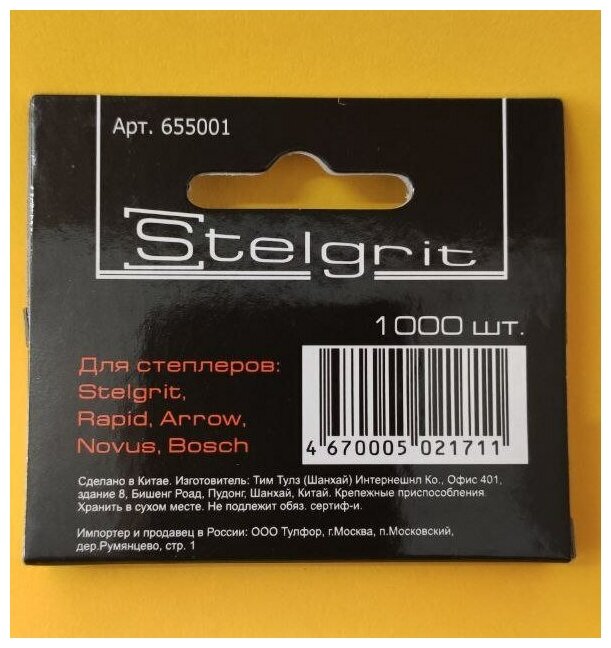 Арт. 655001
Stelgrit
1000 шт.
Для степлеров:
Stelgrit,
Rapid, Arrow,
Novus, Bosch
4 670005 021711
Сделано в Китае. Изготовитель: Тим Тулз (Шанхай) Интернешнл Ко., Офис 401,
здание 8, Бишенг Роад, Пудонг, Шанхай, Китай. Крепежные приспособления.
Хранить в сухом месте. Не подлежит обяз. сертиф-и.
Импортер и продавец в России: ООО Тулфор, г.Москва, п.Московский,
дер.Румянцево, стр. 1